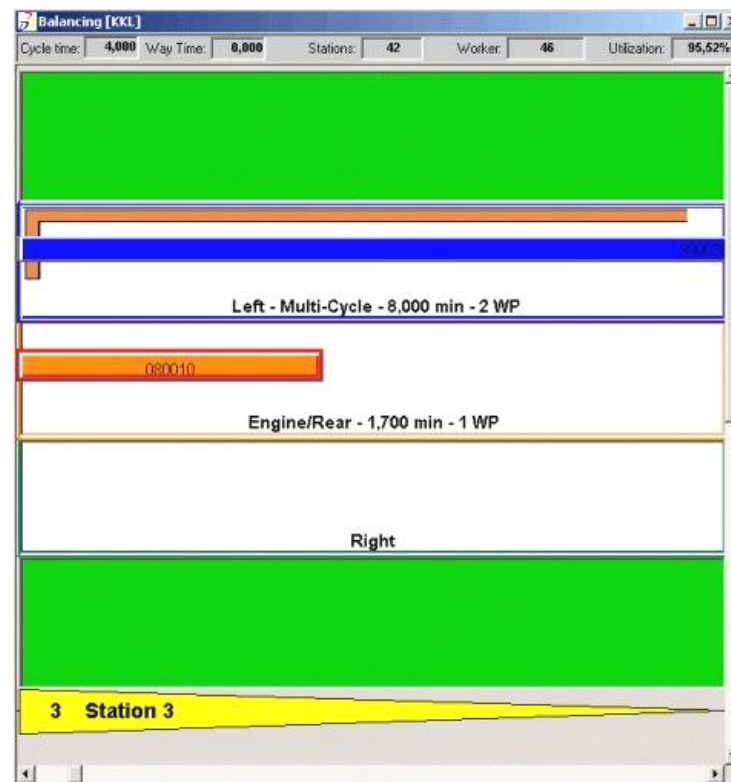 Balancing [KKL]
Cycle time: 4,000 Way Time: 0,000 Stations: 42 Worker: 46 Utilization: 95,52%
Left - Multi-Cycle - 8,000 min - 2 WP
080010
Engine/Rear - 1,700 min - 1 WP
Right
3 Station 3